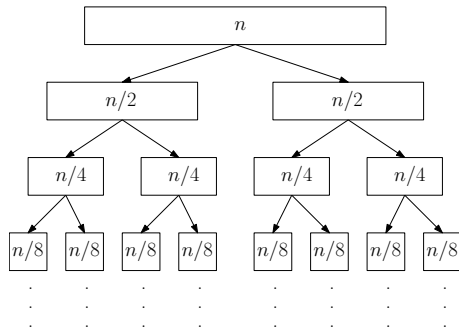 n
n/2 n/2
n/4 n/4 n/4 n/4
n/8 n/8 n/8 n/8 n/8 n/8 n/8 n/8
. . . . . . . .
. . . . . . . .
. . . . . . . .